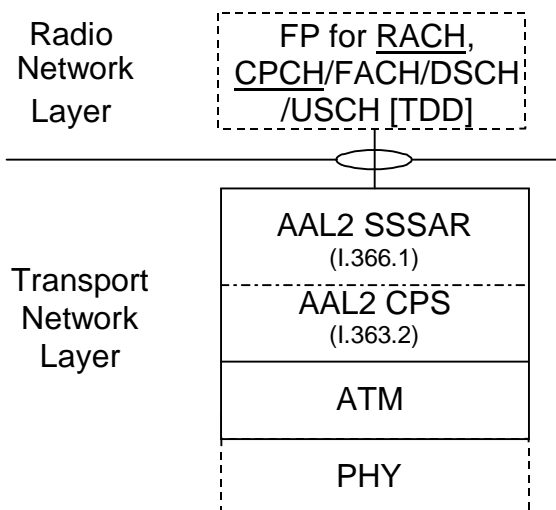 Radio
Network
Layer
FP for RACH,
CPCH/FACH/DSCH
/USCH [TDD]
Transport
Network
Layer
AAL2 SSSAR
(I.366.1)
AAL2 CPS
(I.363.2)
ATM
PHY